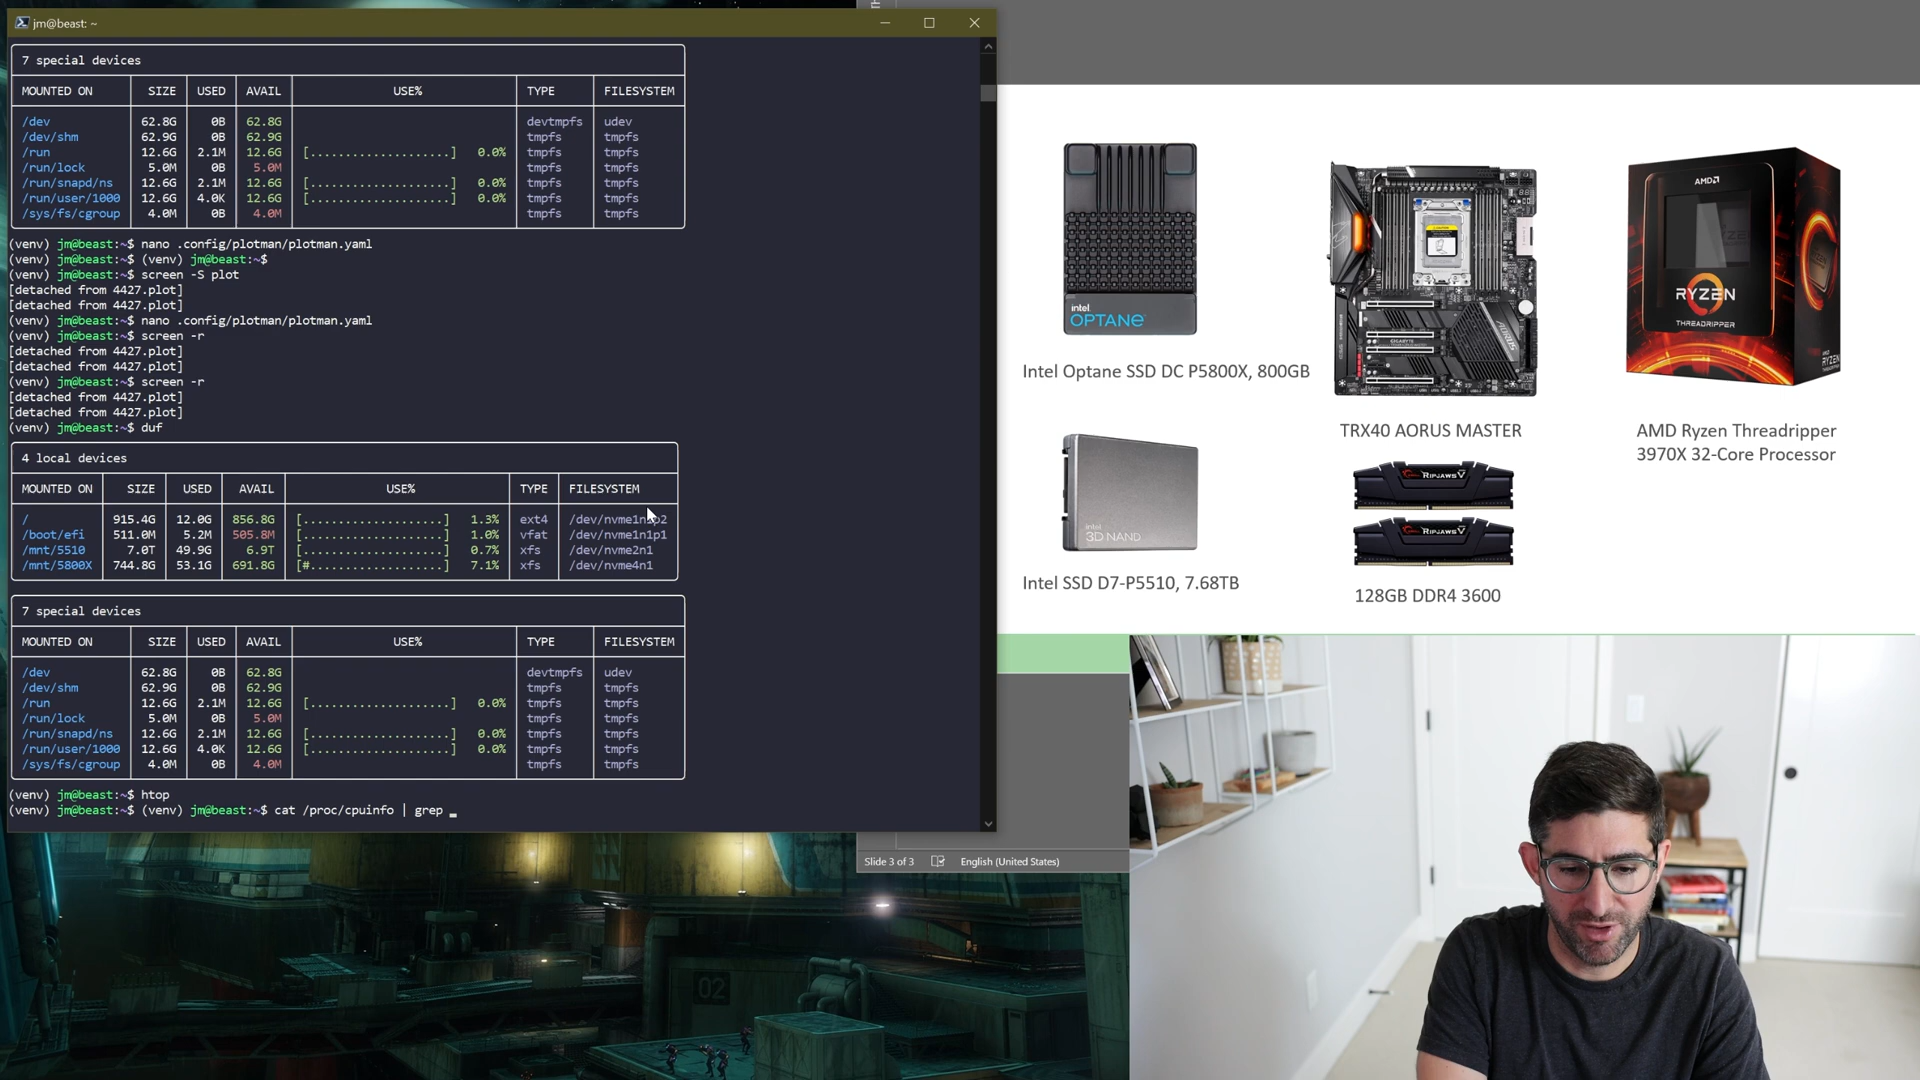 jm@beast: ~
7 special devices
MOUNTED ON SIZE USED AVAIL USE% TYPE FILESYSTEM
/dev 62.8G 0B 62.8G devtmpfs udev
/dev/shm 62.9G 0B 62.9G tmpfs tmpfs
/run 12.6G 2.1M 12.6G [....................] 0.0% tmpfs tmpfs
/run/lock 5.0M 0B 5.0M tmpfs tmpfs
/run/snapd/ns 12.6G 2.1M 12.6G [....................] 0.0% tmpfs tmpfs
/run/user/1000 12.6G 4.0K 12.6G [....................] 0.0% tmpfs tmpfs
/sys/fs/cgroup 4.0M 0B 4.0M tmpfs tmpfs
(venv) jm@beast:~$ nano .config/plotman/plotman.yaml
(venv) jm@beast:~$ (venv) jm@beast:~$
(venv) jm@beast:~$ screen -S plot
[detached from 4427.plot]
[detached from 4427.plot]
(venv) jm@beast:~$ nano .config/plotman/plotman.yaml
(venv) jm@beast:~$ screen -r
[detached from 4427.plot]
[detached from 4427.plot]
(venv) jm@beast:~$ screen -r
[detached from 4427.plot]
[detached from 4427.plot]
(venv) jm@beast:~$ duf
4 local devices
MOUNTED ON SIZE USED AVAIL USE% TYPE FILESYSTEM
/ 915.4G 12.0G 856.8G [....................] 1.3% ext4
/boot/efi 511.0M 5.2M 505.8M [....................] 1.0% vfat /dev/nvme1n1p1
/mnt/5510 7.0T 49.9G 6.9T [....................] 0.7% xfs /dev/nvme2n1
/mnt/5800X 744.8G 53.1G 691.8G [#...................] 7.1% xfs /dev/nvme4n1
7 special devices
MOUNTED ON SIZE USED AVAIL USE% TYPE FILESYSTEM
/dev 62.8G 0B 62.8G devtmpfs udev
/dev/shm 62.9G 0B 62.9G tmpfs tmpfs
/run 12.6G 2.1M 12.6G [....................] 0.0% tmpfs tmpfs
/run/lock 5.0M 0B 5.0M tmpfs tmpfs
/run/snapd/ns 12.6G 2.1M 12.6G [....................] 0.0% tmpfs tmpfs
/run/user/1000 12.6G 4.0K 12.6G [....................] 0.0% tmpfs tmpfs
/sys/fs/cgroup 4.0M 0B 4.0M tmpfs tmpfs
(venv) jm@beast:~$ htop
(venv) jm@beast:~$ (venv) jm@beast:~$ cat /proc/cpuinfo | grep _
intel
OPTANE
Intel Optane SSD DC P5800X, 800GB
TRX40 AORUS MASTER
AMD
RYZEN
THREADRIPPER
AMD Ryzen Threadripper
3970X 32-Core Processor
intel
3D NAND
Intel SSD D7-P5510, 7.68TB
RIPJAWS V
RIPJAWS V
128GB DDR4 3600
Slide 3 of 3
English (United States)
02